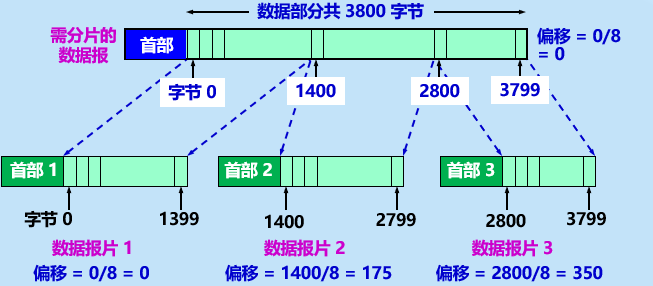 数据部分共 3800 字节
需分片的
数据报
首部
偏移 = 0/8
= 0
字节 0
1400
2800
3799
首部 1
首部 2
首部 3
字节 0
1399
1400
2799
2800
3799
数据报片 1
数据报片 2
数据报片 3
偏移 = 0/8 = 0
偏移 = 1400/8 = 175
偏移 = 2800/8 = 350